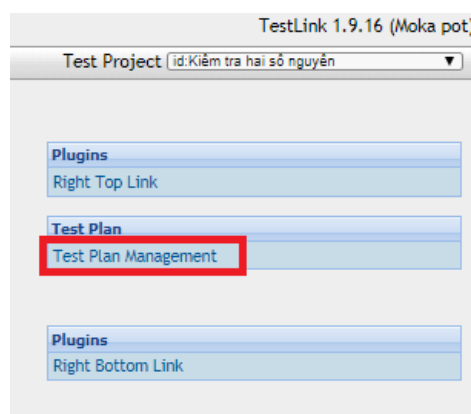 TestLink 1.9.16 (Moka pot)
Test Project id:Kiểm tra hai số nguyên
Plugins
Right Top Link
Test Plan
Test Plan Management
Plugins
Right Bottom Link